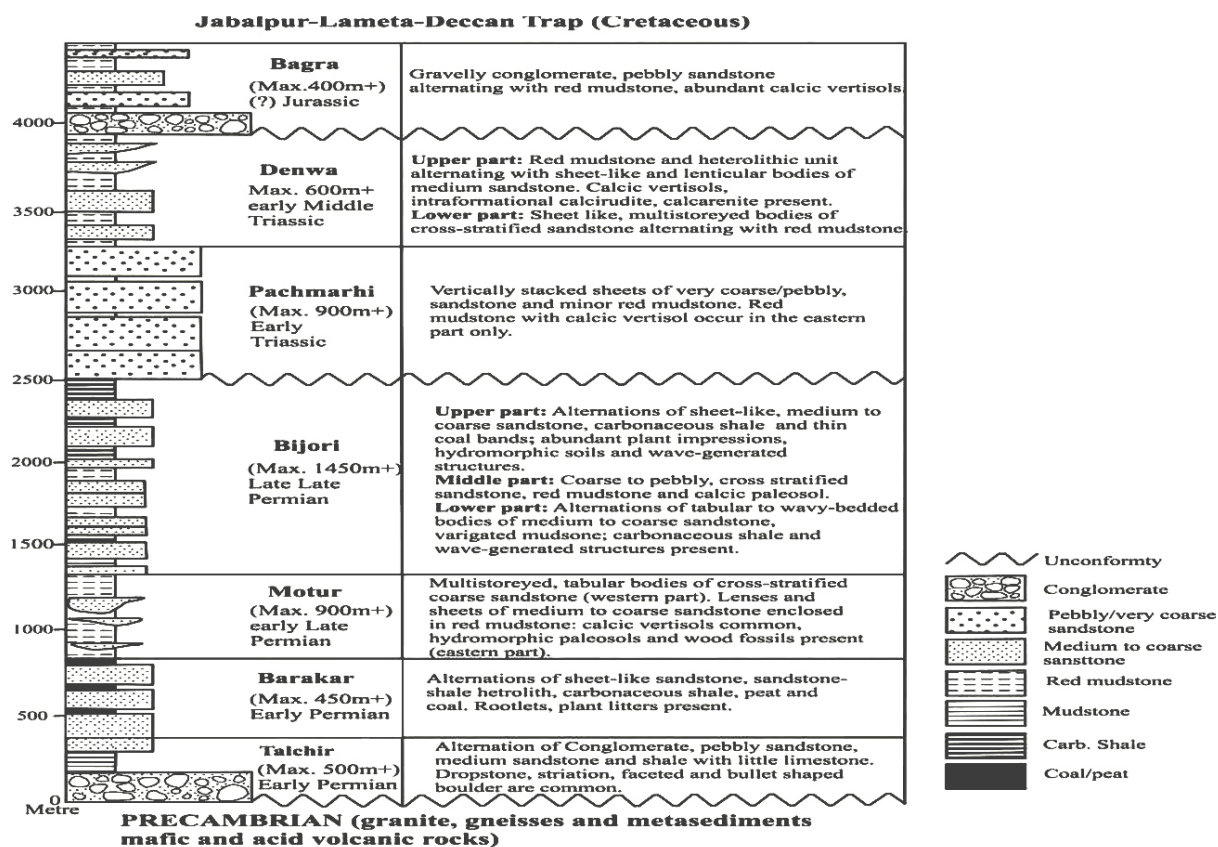 Jabalpur-Lameta-Deccan Trap (Cretaceous)
Bagra
(Max.400m+)
(?) Jurassic
Gravelly conglomerate, pebbly sandstone
alternating with red mudstone, abundant calcic vertisols
4000
Denwa
Max. 600m+
early Middle
Triassic
Upper part: Red mudstone and heterolithic unit
alternating with sheet-like and lenticular bodies of
medium sandstone. Calcic vertisols,
intraformational calcirudite, calcarenite present.
Lower part: Sheet like, multistoreyed bodies of
cross-stratified sandstone alternating with red mudstone
3500
3000
Pachmarhi
(Max. 900m+)
Early
Triassic
Vertically stacked sheets of very coarse/pebbly,
sandstone and minor red mudstone. Red
mudstone with calcic vertisol occur in the eastern
part only.
2500
Bijori
(Max. 1450m+)
Late Late
Permian
Upper part: Alternations of sheet-like, medium to
coarse sandstone, carbonaceous shale and thin
coal bands; abundant plant impressions,
hydromorphic soils and wave-generated
structures.
Middle part: Coarse to pebbly, cross stratified
sandstone, red mudstone and calcic paleosol.
Lower part: Alternations of tabular to wavy-bedded
bodies of medium to coarse sandstone,
varigated mudsone; carbonaceous shale and
wave-generated structures present.
2000
1500
Motur
(Max. 900m+)
early Late
Permian
Multistoreyed, tabular bodies of cross-stratified
coarse sandstone (western part). Lenses and
sheets of medium to coarse sandstone enclosed
in red mudstone: calcic vertisols common,
hydromorphic paleosols and wood fossils present
(eastern part).
1000
Barakar
(Max. 450m+)
Early Permian
Alternations of sheet-like sandstone, sandstone-
shale hetrolith, carbonaceous shale, peat and
coal. Rootlets, plant litters present.
500
Talchir
(Max. 500m+)
Early Permian
Alternation of Conglomerate, pebbly sandstone,
medium sandstone and shale with little limestone.
Dropstone, striation, faceted and bullet shaped
boulder are common.
0
Metre
PRECAMBRIAN (granite, gneisses and metasediments
mafic and acid volcanic rocks)
Unconformty
Conglomerate
Pebbly/very coarse
sandstone
Medium to coarse
sansttone
Red mudstone
Mudstone
Carb. Shale
Coal/peat